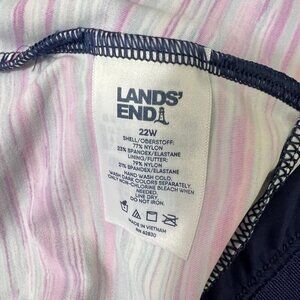 LANDS'
END
22W
SHELL/OBERSTOFF:
77% NYLON
23% SPANDEX/ELASTANE
LINING/FUTTER:
79% NYLON
21% SPANDEX/ELASTANE
HAND WASH COLD.
WASH DARK COLORS SEPARATELY.
ONLY NON-CHLORINE BLEACH WHEN
NEEDED.
LINE DRY.
DO NOT IRON.
MADE IN VIETNAM
RN 62830